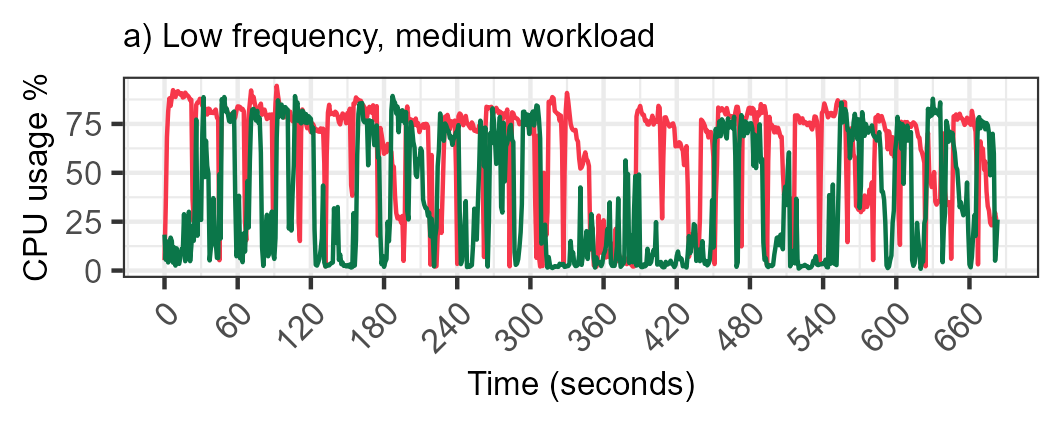 a) Low frequency, medium workload
CPU usage %
75
50
25
0
0 60 120 180 240 300 360 420 480 540 600 660
Time (seconds)